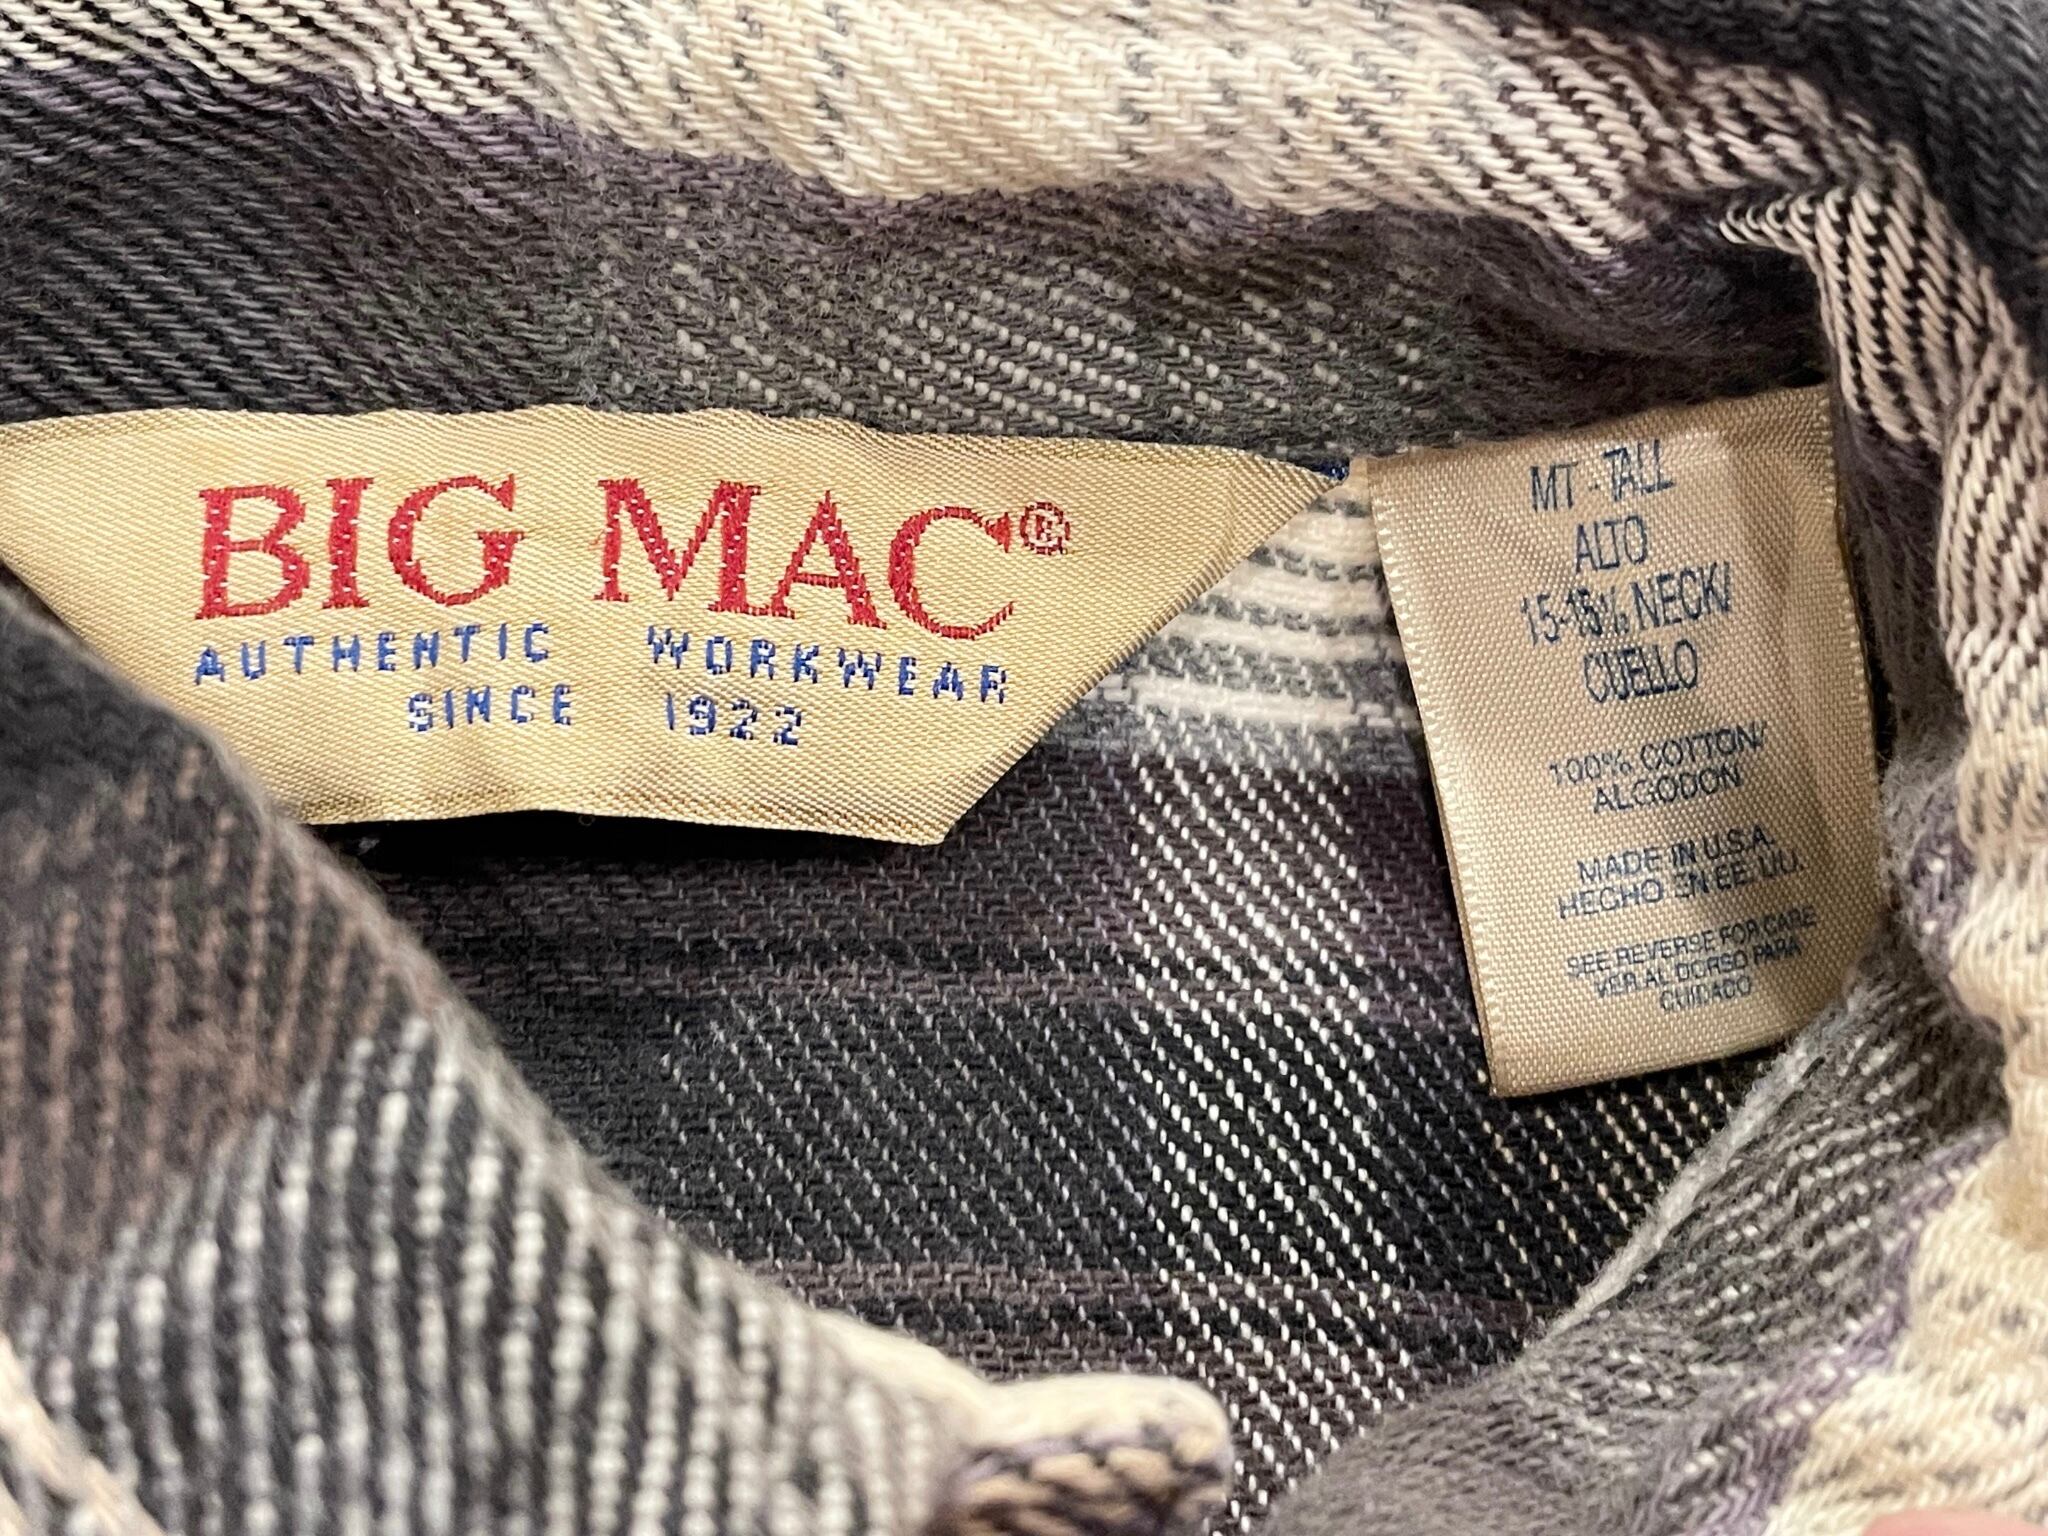 BIG MAC®
AUTHENTIC WORKWEAR
SINCE 1922
MT - TALL
ALTO
15-15½ NECK/
CUELLO
100% COTTON/
ALGODON
MADE IN U.S.A.
HECHO EN EE. UU.
SEE REVERSE FOR CARE
VER AL DORSO PARA
CUIDADO